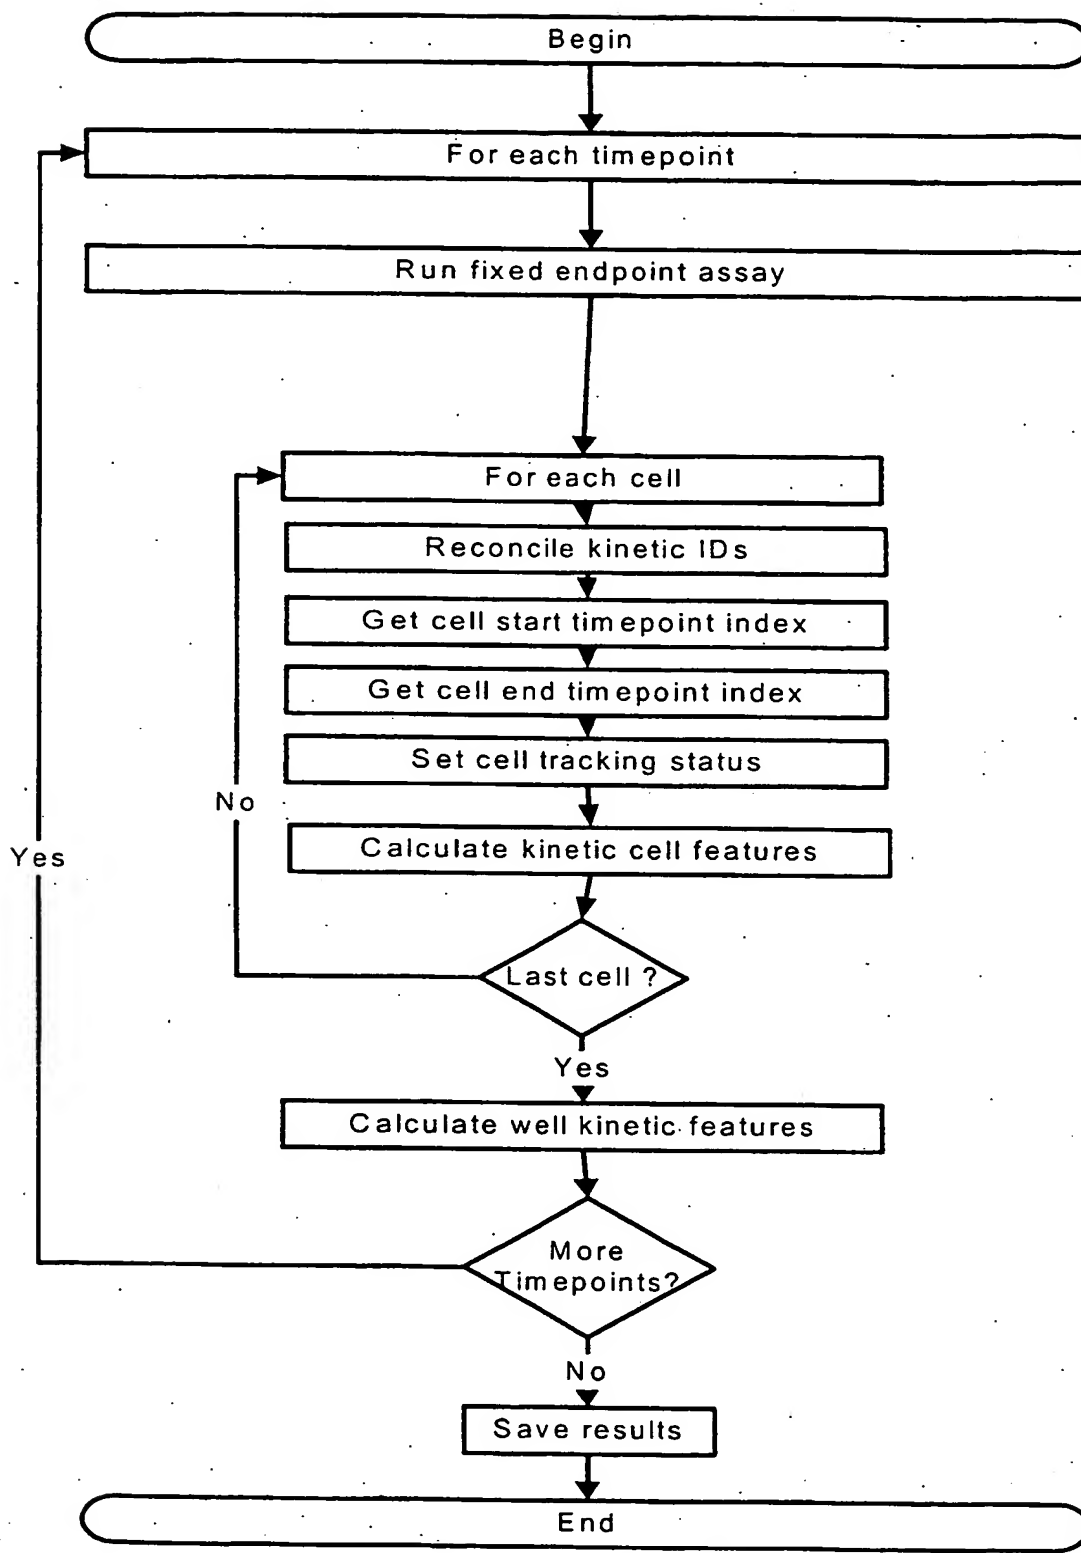 Begin
For each timepoint
Run fixed endpoint assay
For each cell
Reconcile kinetic IDs
Get cell start timepoint index
Get cell end timepoint index
Set cell tracking status
No
Calculate kinetic cell features
Yes
Last cell ?
Yes
Calculate well kinetic features
More
Timepoints?
No
Save results
End